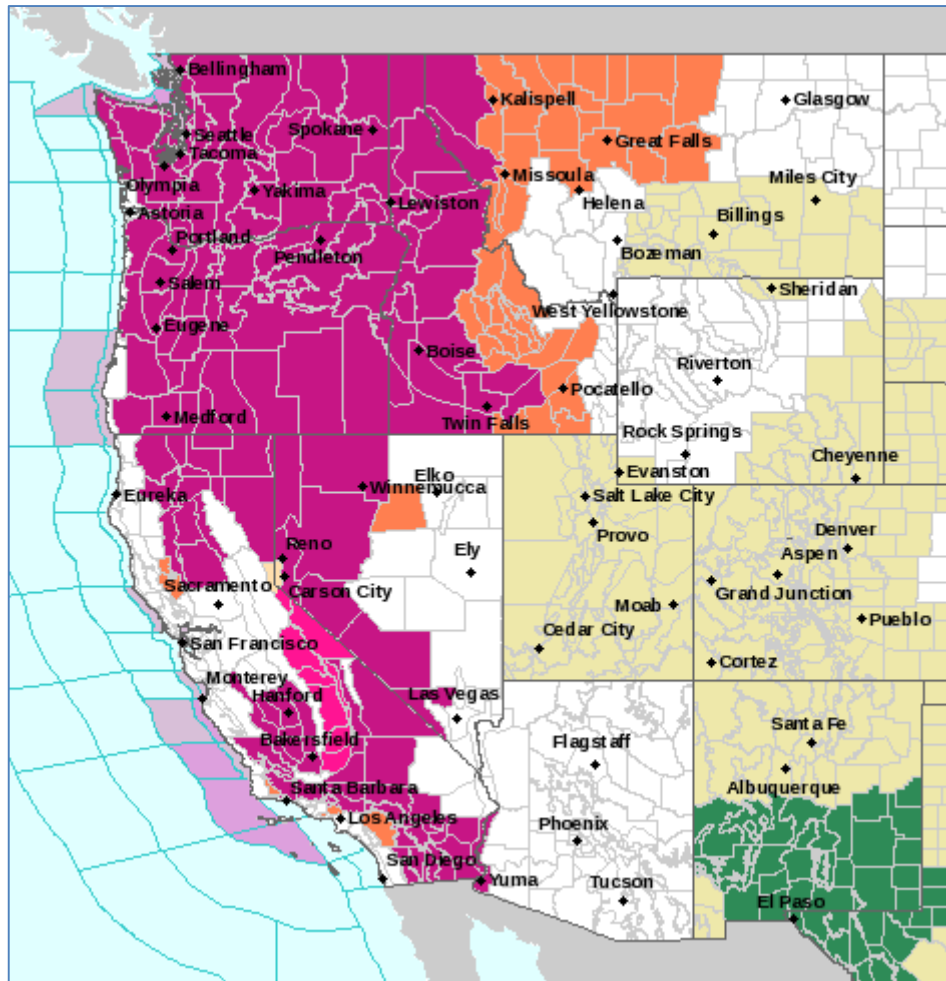 Bellingham
Kalispell
Glasgow
Seattle
Spokane
Great Falls
Tacoma
Missoula
Miles City
Olympia
Yakima
Lewiston
Helena
Astoria
Billings
Portland
Pendleton
Bozeman
Salem
Sheridan
West Yellowstone
Eugene
Boise
Riverton
Pocatello
Medford
Twin Falls
Rock Springs
Cheyenne
Elko
Evanston
Eureka
Winnemucca
Salt Lake City
Provo
Denver
Reno
Ely
Aspen
Sacramento
Carson City
Grand Junction
Moab
Pueblo
San Francisco
Cedar City
Cortez
Monterey
Hanford
Las Vegas
Santa Fe
Bakersfield
Flagstaff
Albuquerque
Santa Barbara
Los Angeles
Phoenix
San Diego
Yuma
Tucson
El Paso